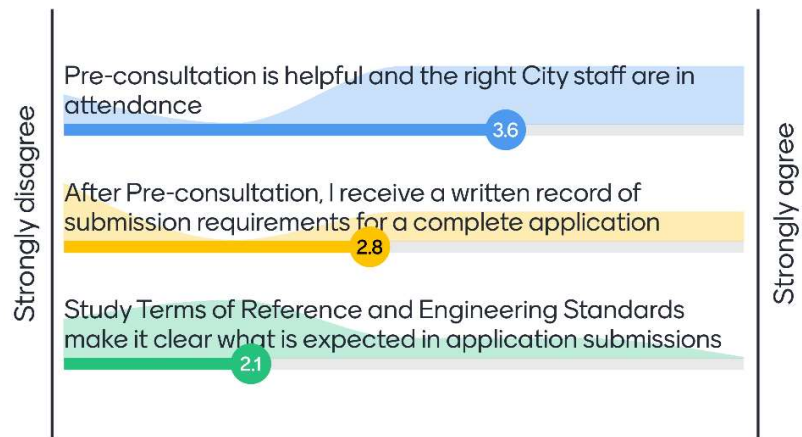 Strongly disagree
Pre-consultation is helpful and the right City staff are in
attendance
3.6
After Pre-consultation, I receive a written record of
submission requirements for a complete application
2.8
Study Terms of Reference and Engineering Standards
make it clear what is expected in application submissions
2.1
Strongly agree